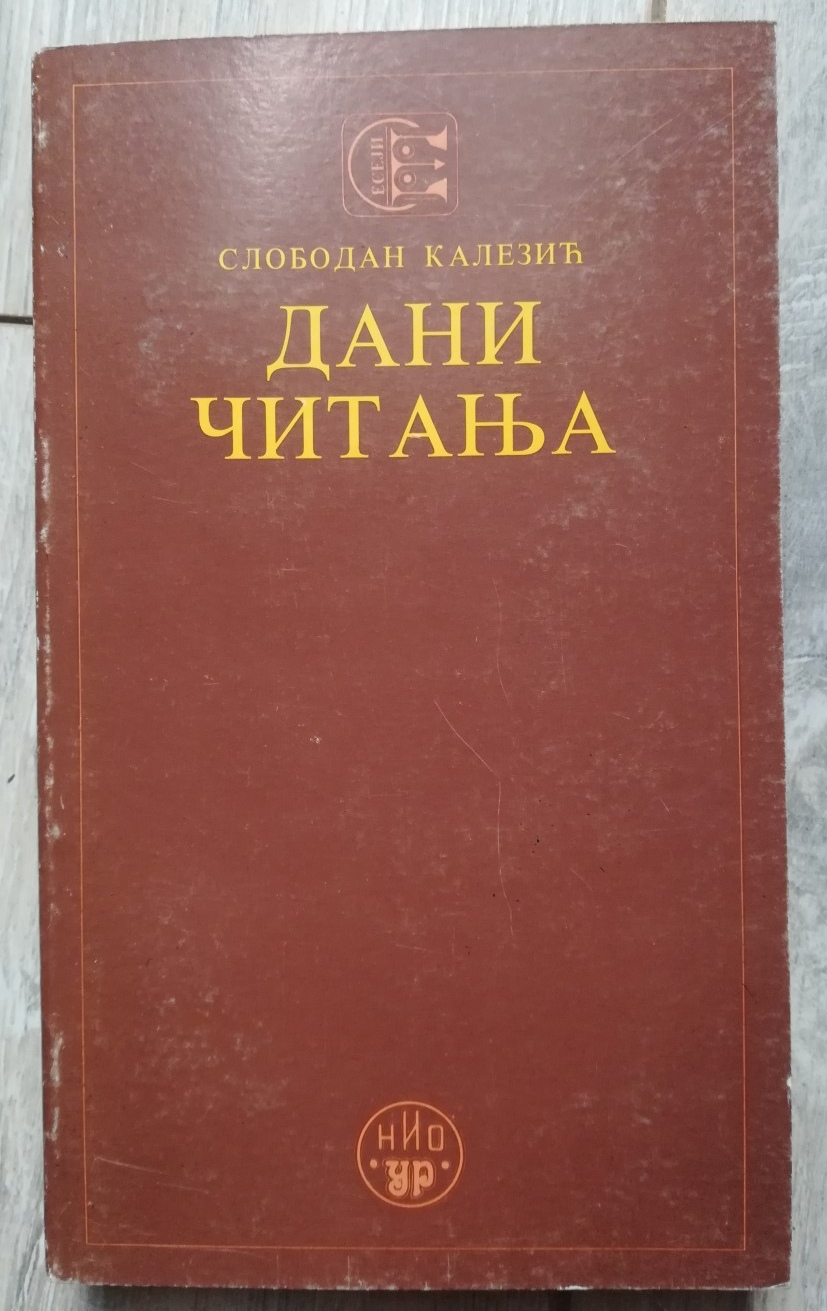 ЕСЕЈИ
СЛОБОДАН КАЛЕЗИЋ
ДАНИ
ЧИТАЊА
НИО
УР